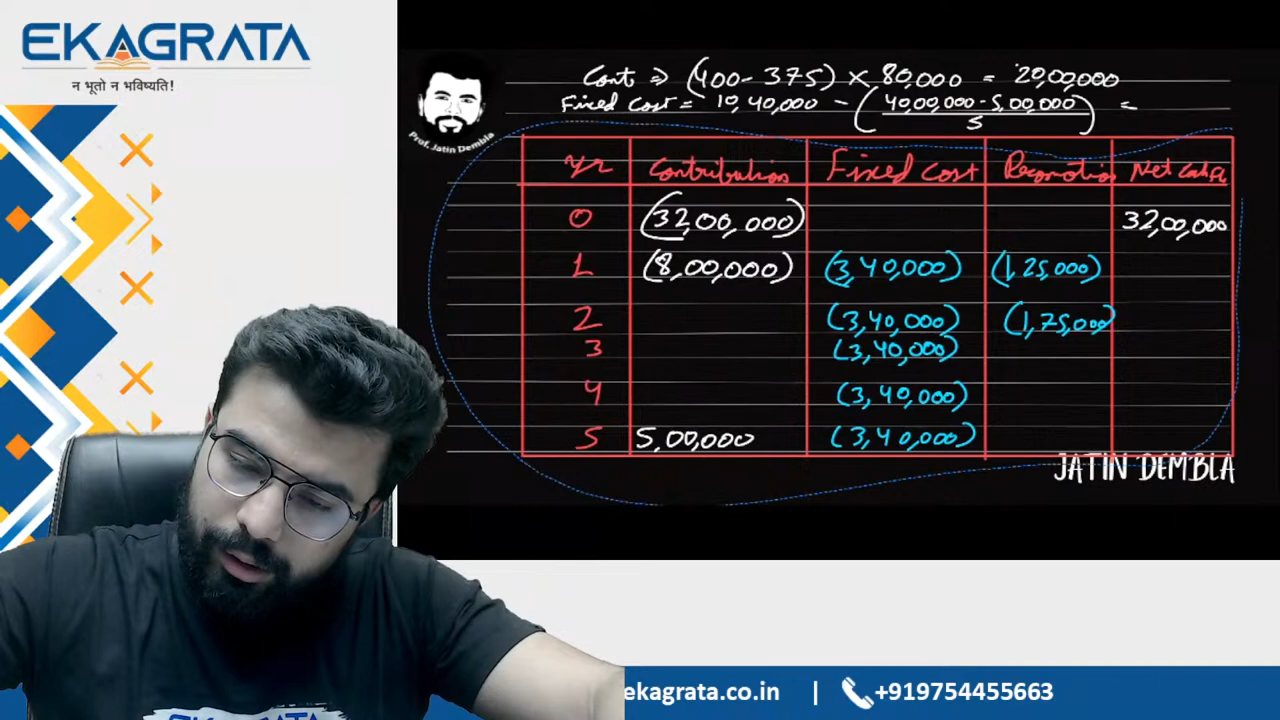 EKAGRATA
न भूतो न भविष्यति!
Prof. Jatin Dembla
Cont ⇒ (400 - 375) × 80,000 = 20,00,000
Fixed Cost = 10,40,000 - (40,00,000 - 5,00,000 / 5) =
yr Contribution Fixed Cost Net Cash
0 (32,00,000) 32,00,000
1 (8,00,000) (3,40,000) (1,25,000)
2 (3,40,000) (1,75,000)
3 (3,40,000)
4 (3,40,000)
5 5,00,000 (3,40,000)
JATIN DEMBLA
ekagrata.co.in | +919754455663